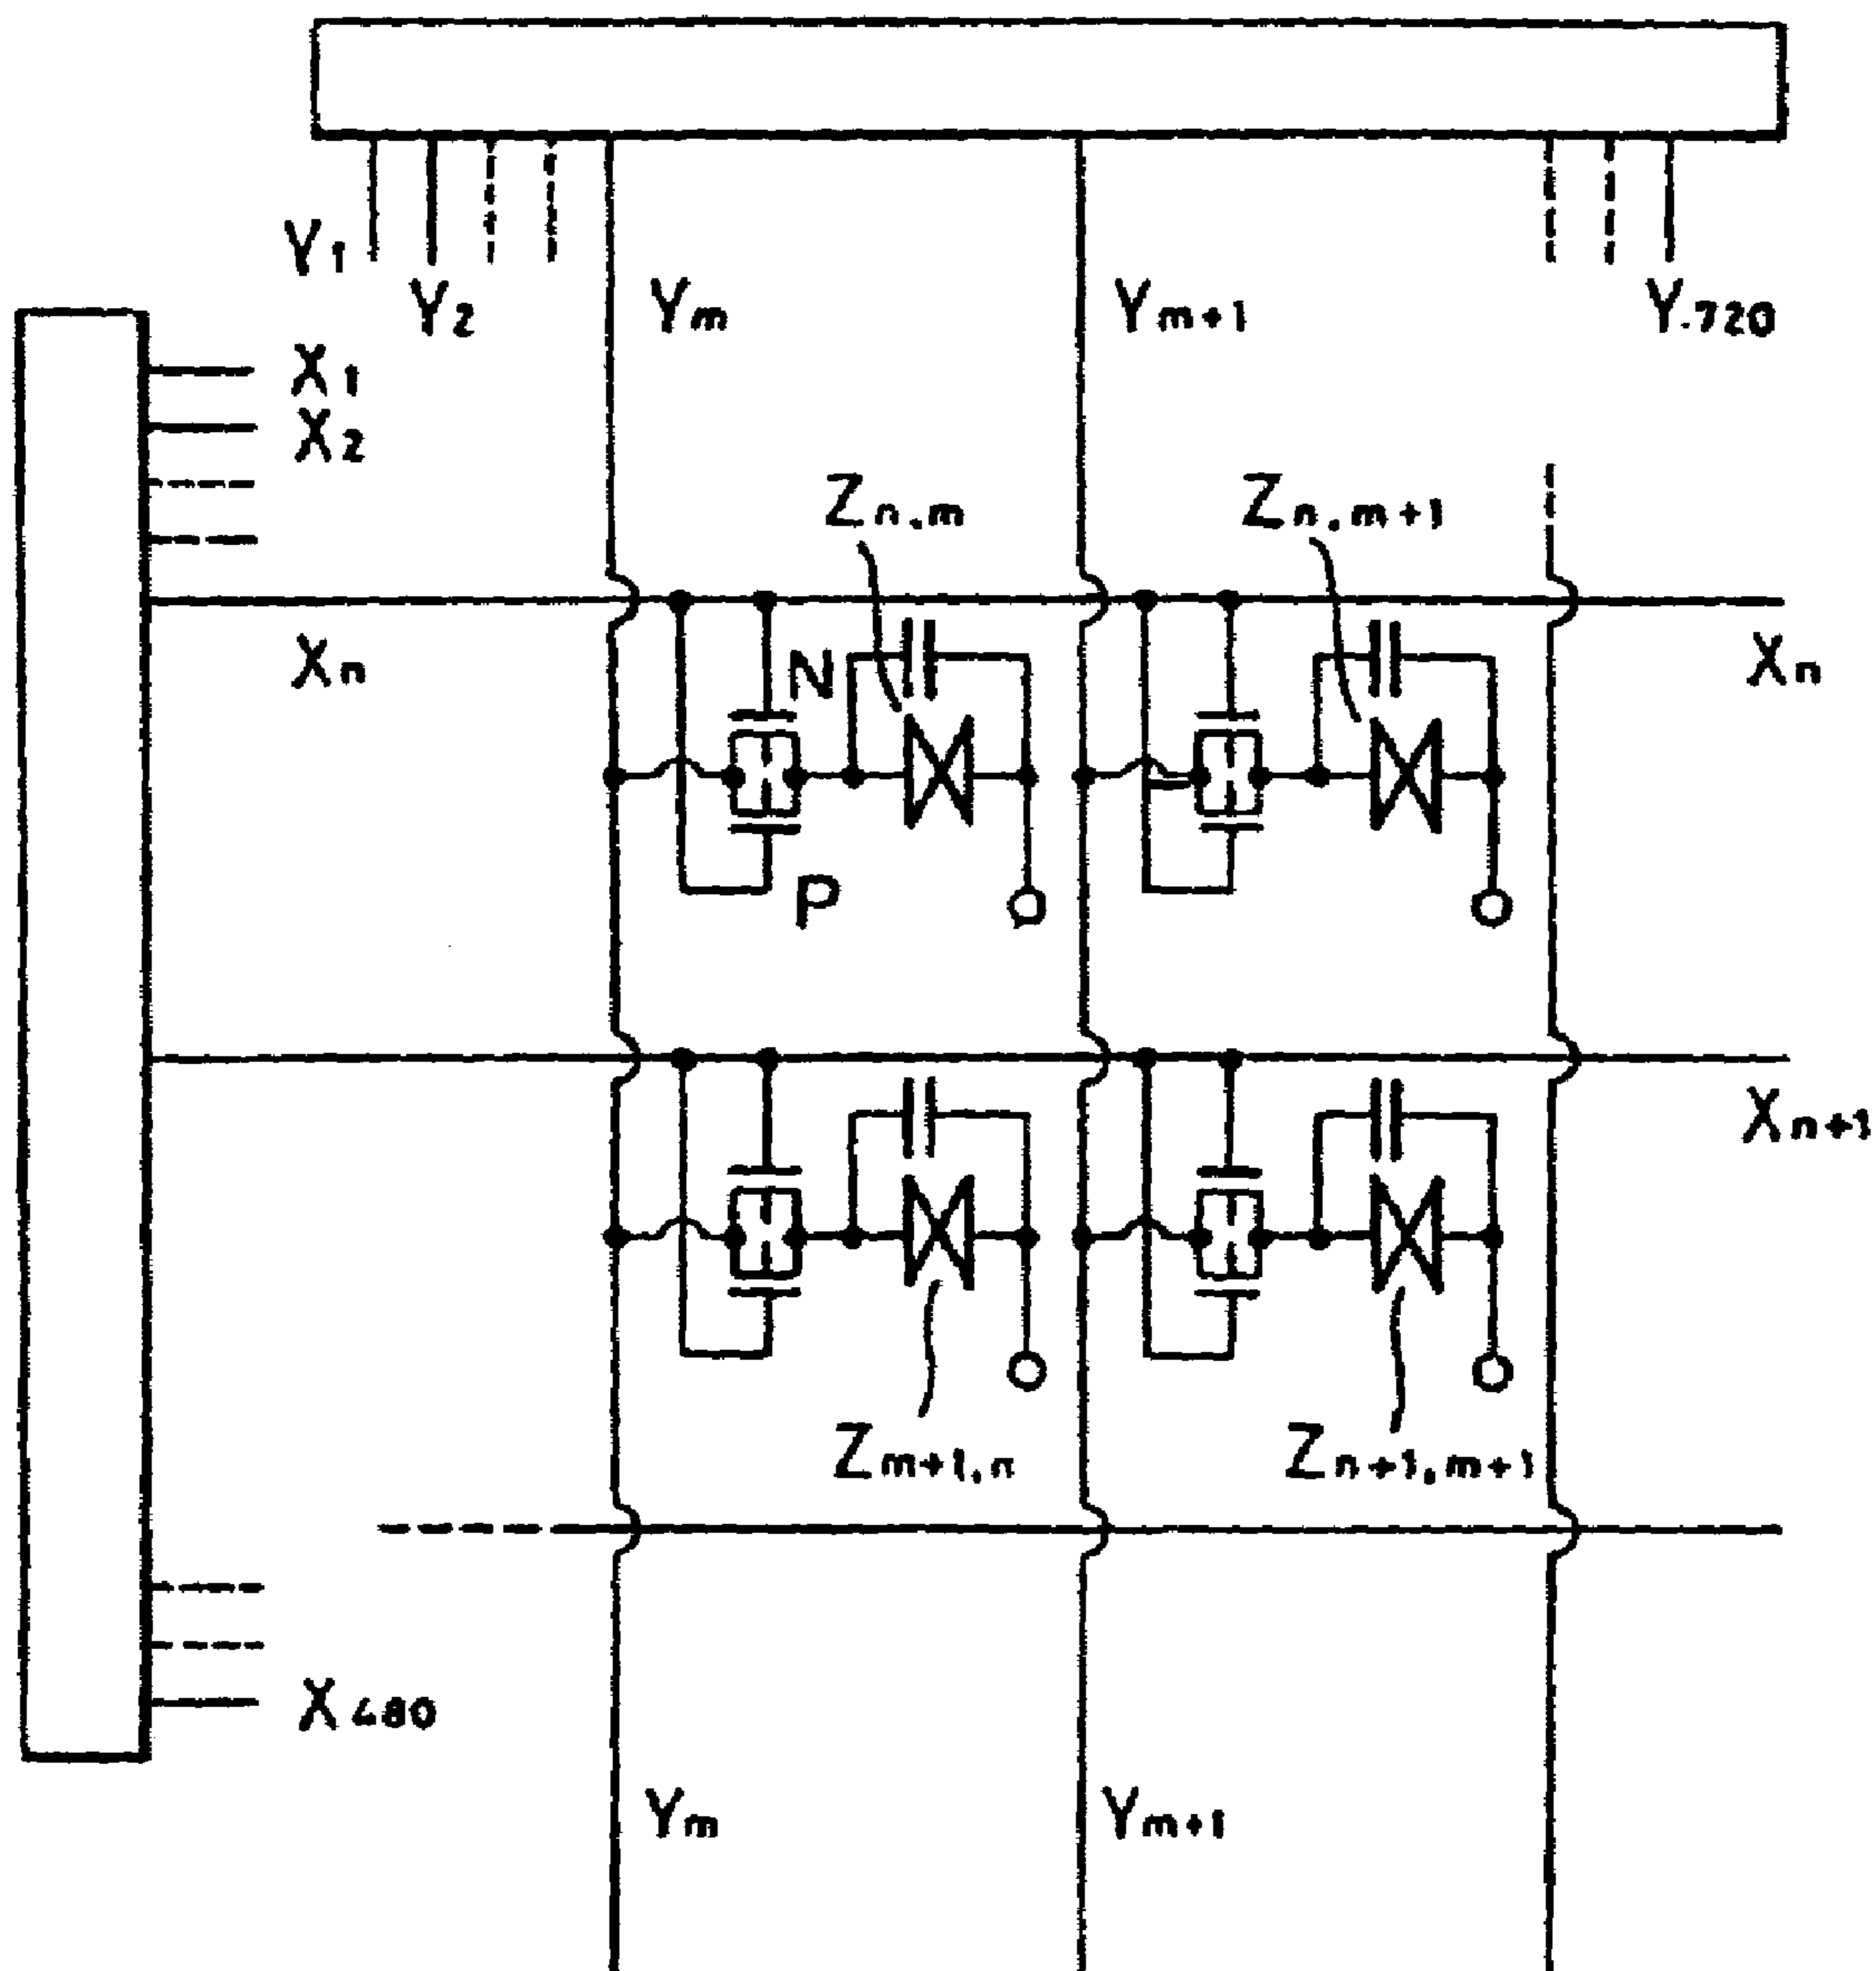 Y1
Y2
Ym
Ym+1
Y.720
X1
X2
Zn.m
Zn.m+1
Xn
N
Xn
P
Xn+1
Zm+1.n
Zn+1,m+1
X480
Ym
Ym+1